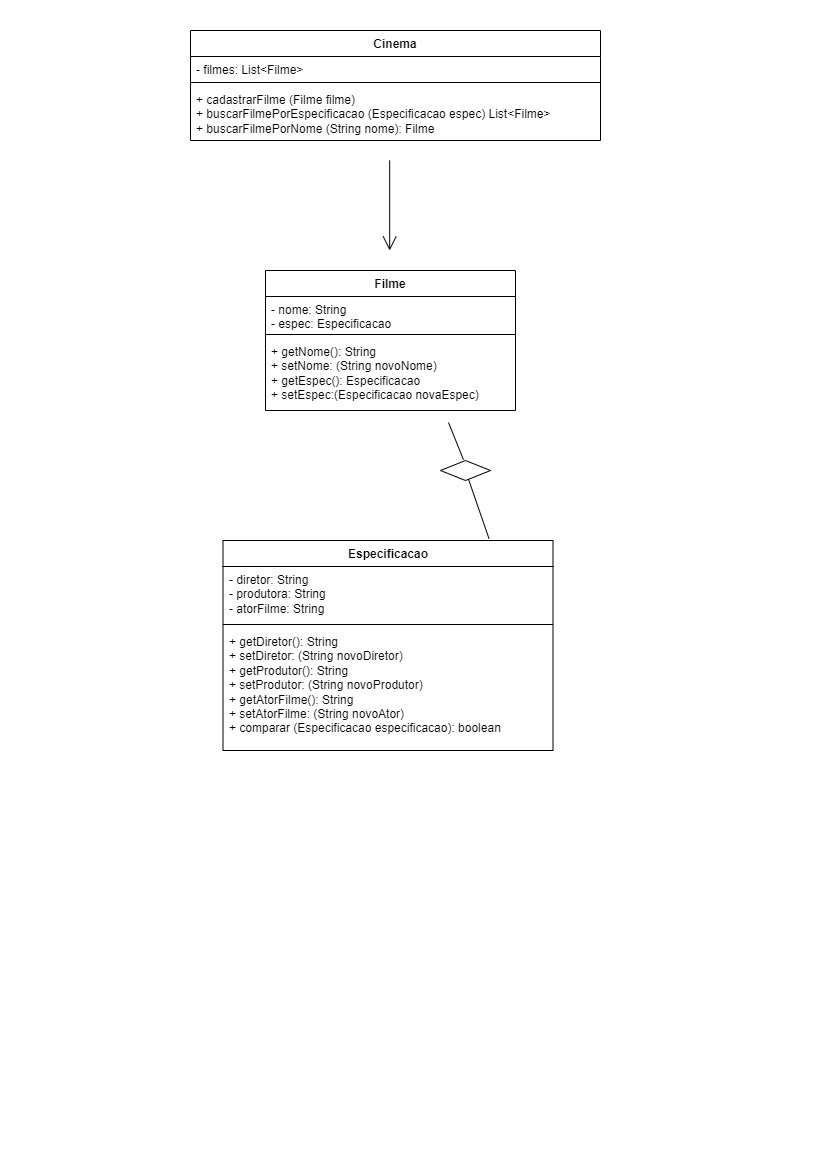 Cinema
- filmes: List<Filme>
+ cadastrarFilme (Filme filme)
+ buscarFilmePorEspecificacao (Especificacao espec) List<Filme>
+ buscarFilmePorNome (String nome): Filme
Filme
- nome: String
- espec: Especificacao
+ getNome(): String
+ setNome: (String novoNome)
+ getEspec(): Especificacao
+ setEspec:(Especificacao novaEspec)
Especificacao
- diretor: String
- produtora: String
- atorFilme: String
+ getDiretor(): String
+ setDiretor: (String novoDiretor)
+ getProdutor(): String
+ setProdutor: (String novoProdutor)
+ getAtorFilme(): String
+ setAtorFilme: (String novoAtor)
+ comparar (Especificacao especificacao): boolean